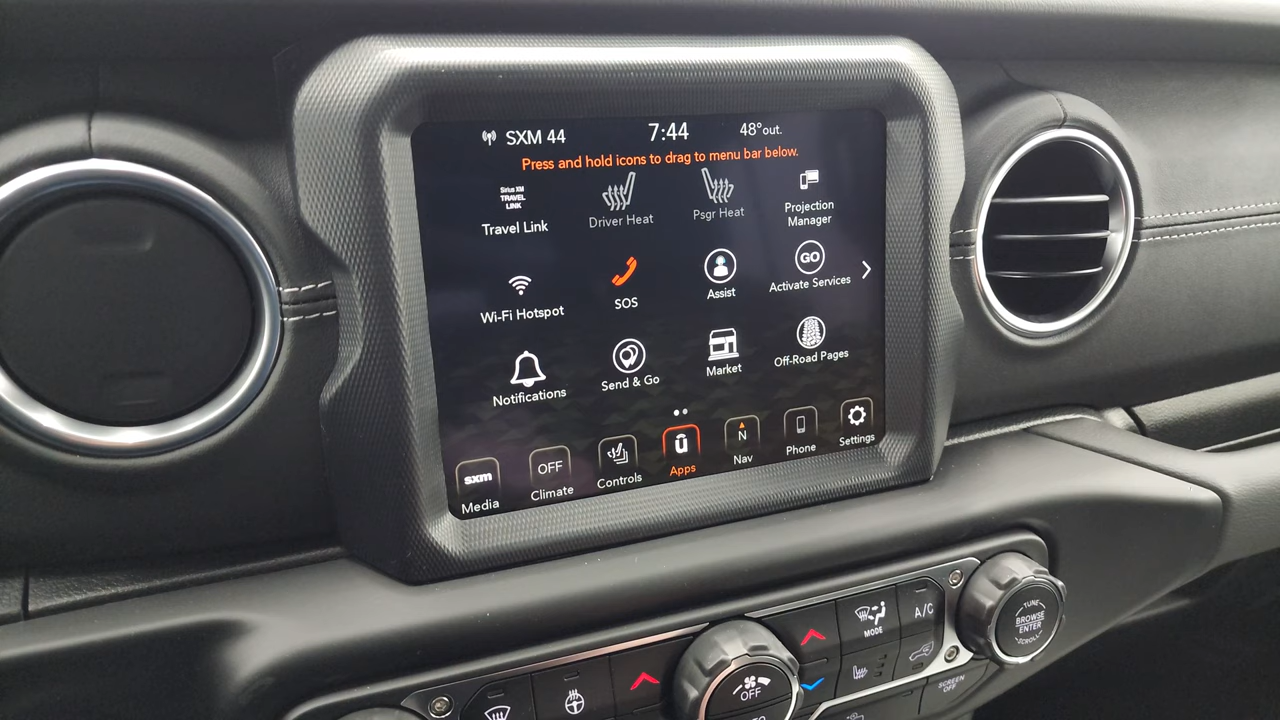 SXM 44 7:44 48°out.
Press and hold icons to drag to menu bar below.
Sirius XM
TRAVEL
LINK
Travel Link
Driver Heat
Psgr Heat
Projection
Manager
Wi-Fi Hotspot
SOS
Assist
GO
Activate Services
Notifications
Send & Go
Market
Off-Road Pages
sxm
Media
OFF
Climate
Controls
Apps
N
Nav
Phone
Settings
MODE
A/C
TUNE
BROWSE
ENTER
SCROLL
OFF
SCREEN
OFF